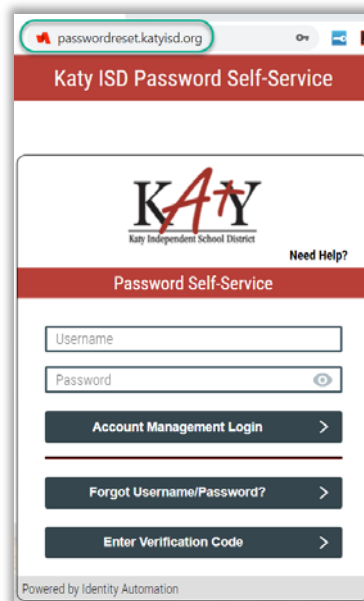 passwordreset.katyisd.org
Katy ISD Password Self-Service
KATY
Katy Independent School District
Need Help?
Password Self-Service
Username
Password
Account Management Login
Forgot Username/Password?
Enter Verification Code
Powered by Identity Automation